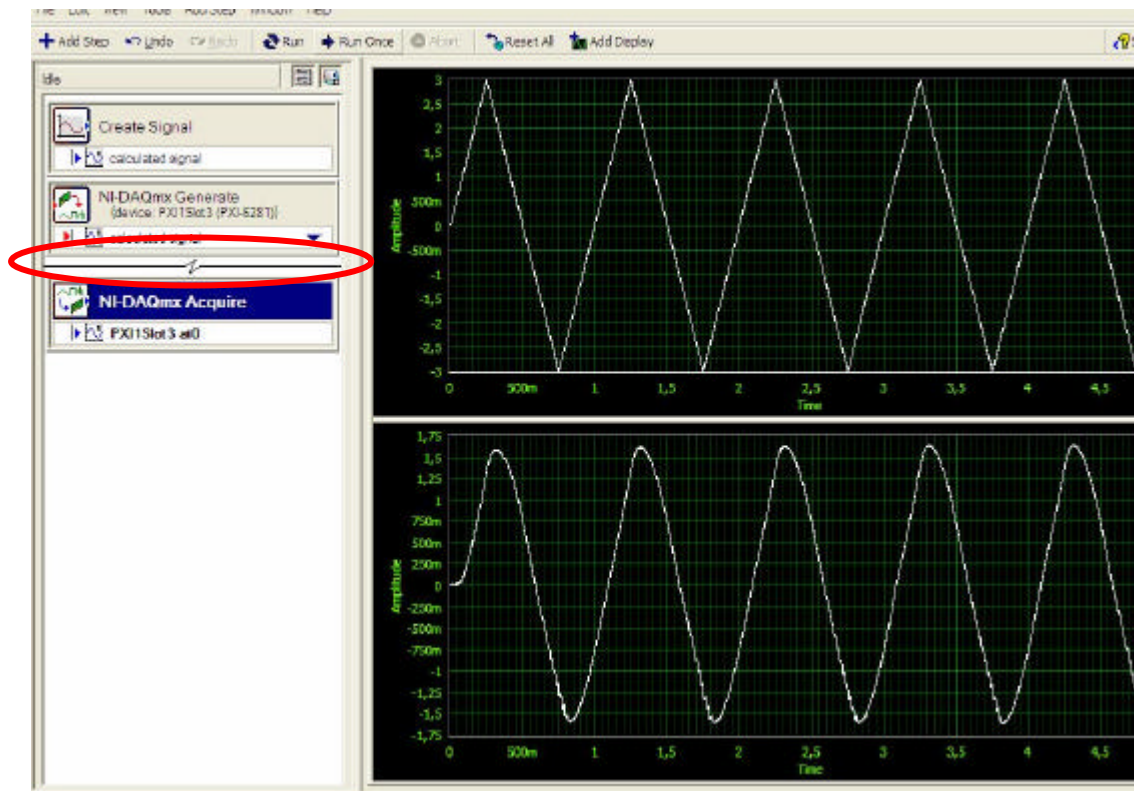 Add Step Undo Redo Run Run Once Abort Reset All Add Display
Idle
Create Signal
calculated signal
NI-DAQmx Generate
(device: PXI1Slot3 (PXI-6281))
calculated signal
NI-DAQmx Acquire
PXI1Slot3 ai0
3
2,5
2
1,5
1
500m
0
-500m
-1
-1,5
-2
-2,5
-3
Amplitude
0 500m 1 1,5 2 2,5 3 3,5 4 4,5
Time
1,75
1,5
1,25
1
750m
500m
250m
0
-250m
-500m
-750m
-1
-1,25
-1,5
-1,75
Amplitude
0 500m 1 1,5 2 2,5 3 3,5 4 4,5
Time